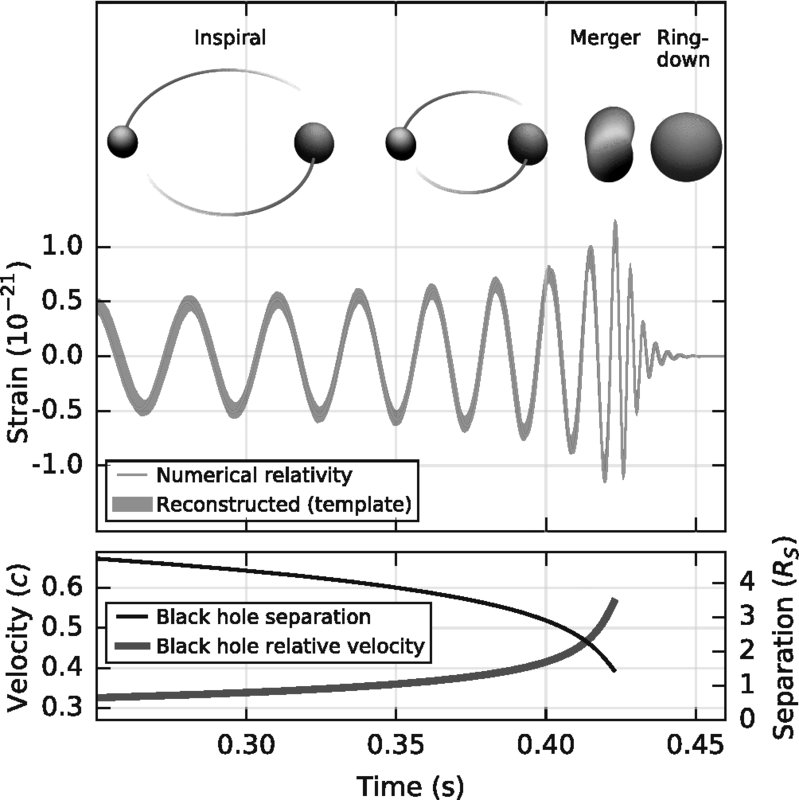 Inspiral
Merger
Ring-
down
Strain (10⁻²¹)
1.0
0.5
0.0
-0.5
-1.0
Numerical relativity
Reconstructed (template)
Velocity (c)
0.6
0.5
0.4
0.3
Black hole separation
Black hole relative velocity
4
3
2
1
0
Separation (R_S)
0.30
0.35
0.40
0.45
Time (s)